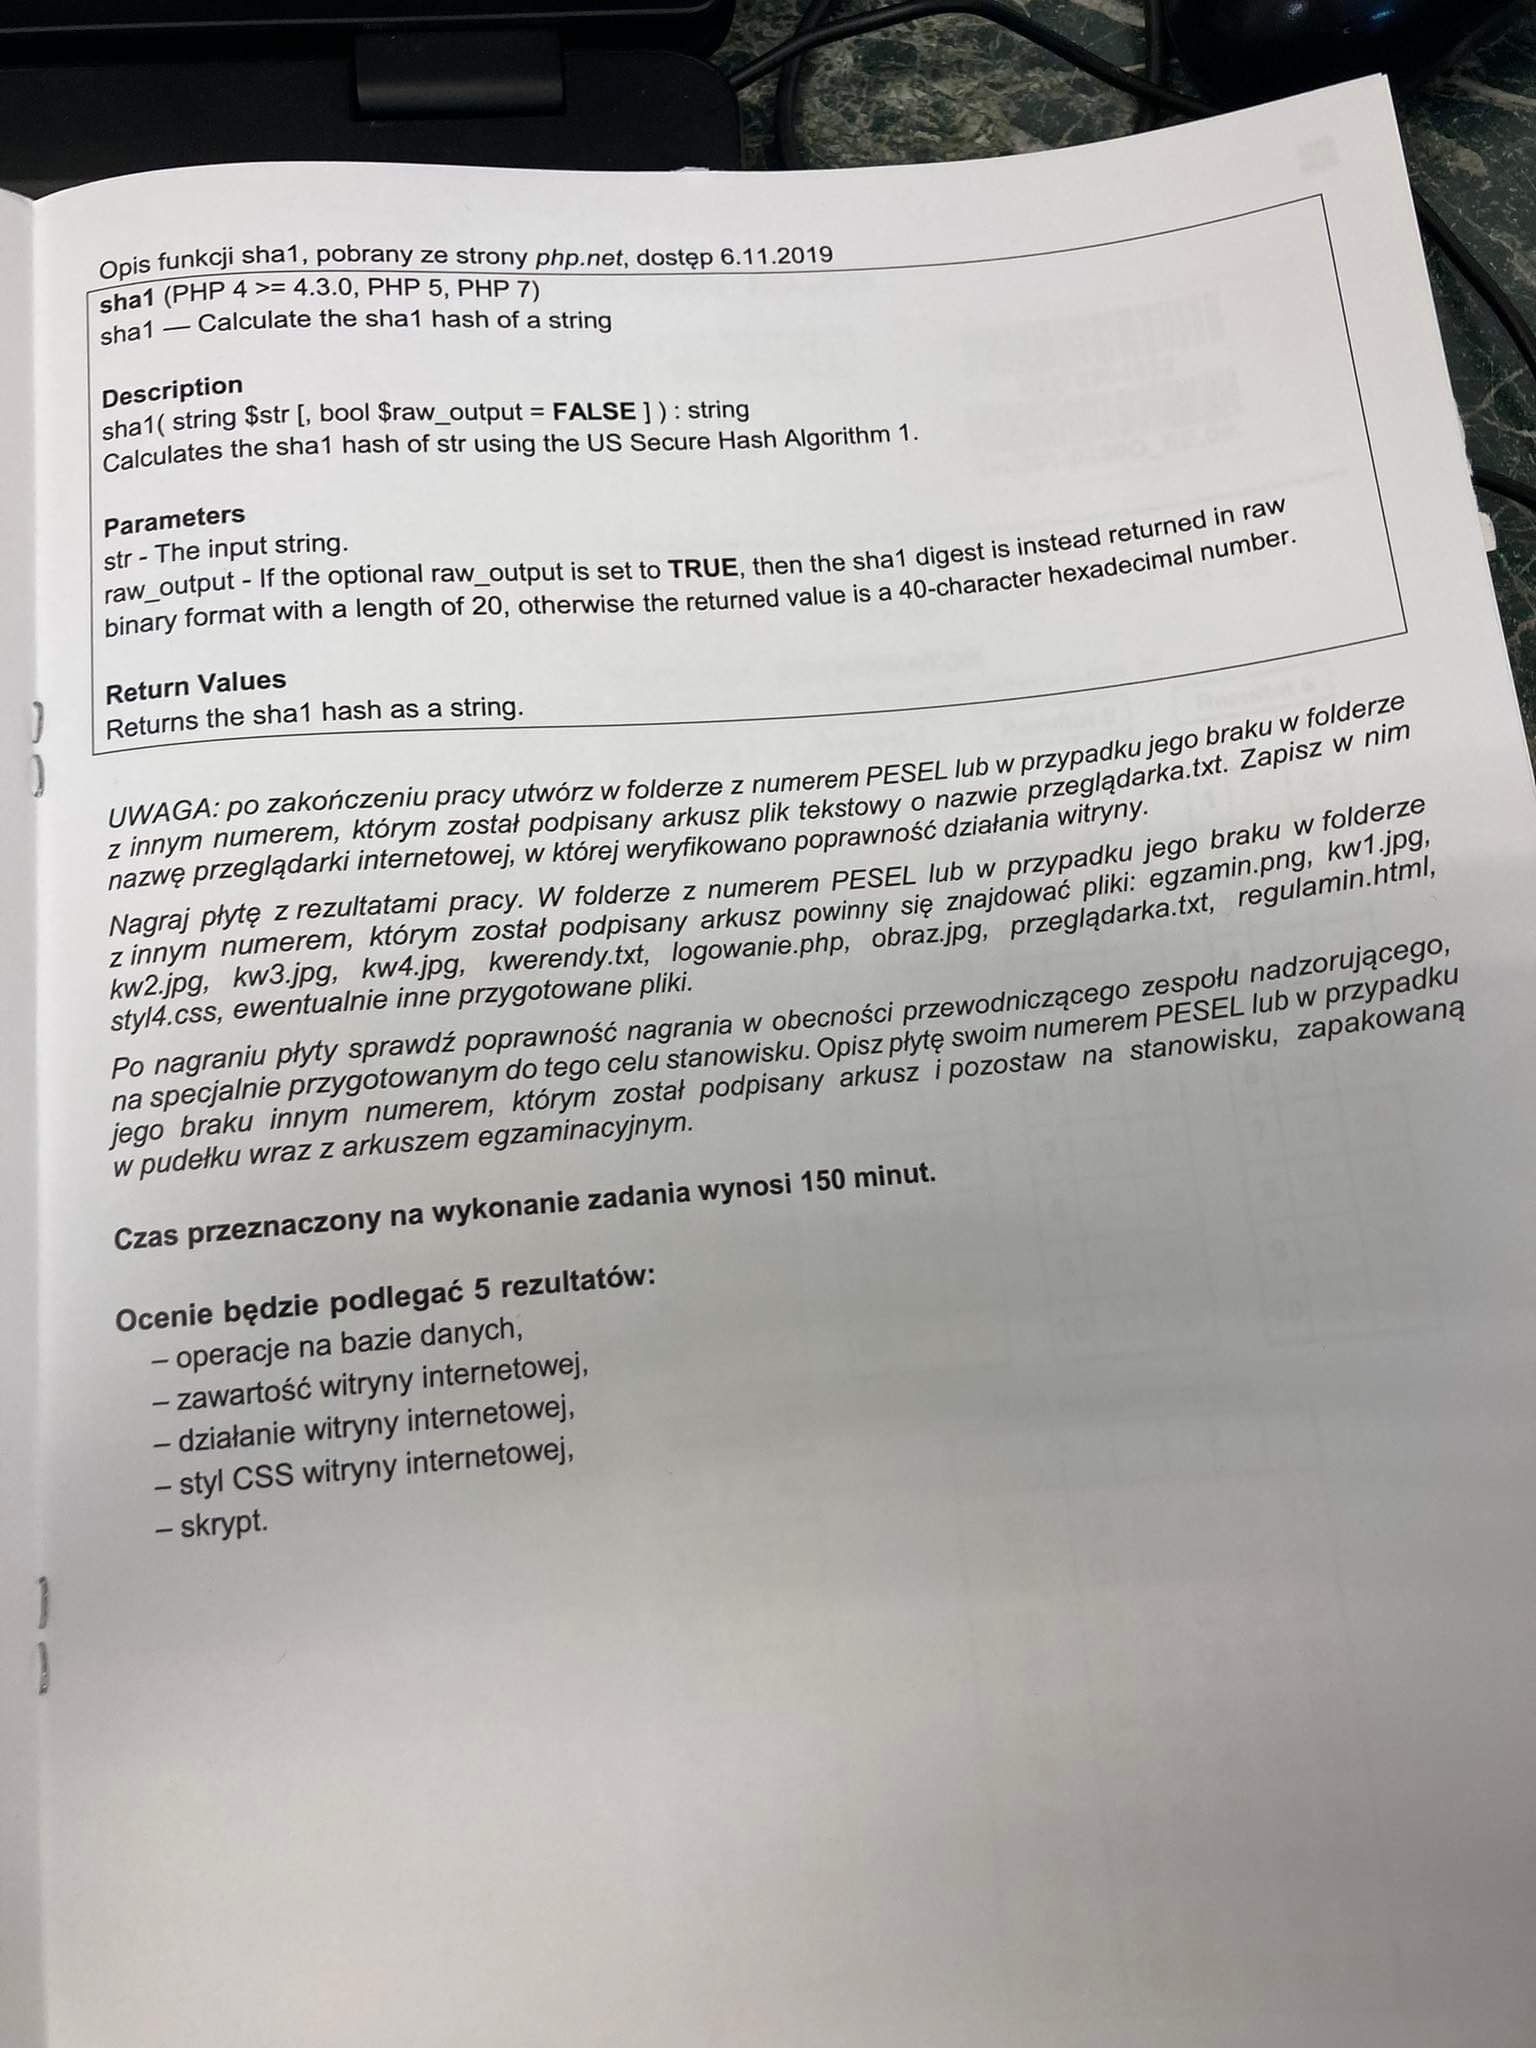 Opis funkcji sha1, pobrany ze strony php.net, dostęp 6.11.2019
sha1 (PHP 4 >= 4.3.0, PHP 5, PHP 7)
sha1 — Calculate the sha1 hash of a string
Description
sha1( string $str [, bool $raw_output = FALSE ] ) : string
Calculates the sha1 hash of str using the US Secure Hash Algorithm 1.
Parameters
str - The input string.
raw_output - If the optional raw_output is set to TRUE, then the sha1 digest is instead returned in raw
binary format with a length of 20, otherwise the returned value is a 40-character hexadecimal number.
Return Values
Returns the sha1 hash as a string.
UWAGA: po zakończeniu pracy utwórz w folderze z numerem PESEL lub w przypadku jego braku w folderze
z innym numerem, którym został podpisany arkusz plik tekstowy o nazwie przeglądarka.txt. Zapisz w nim
nazwę przeglądarki internetowej, w której weryfikowano poprawność działania witryny.
Nagraj płytę z rezultatami pracy. W folderze z numerem PESEL lub w przypadku jego braku w folderze
z innym numerem, którym został podpisany arkusz powinny się znajdować pliki: egzamin.png, kw1.jpg,
kw2.jpg, kw3.jpg, kw4.jpg, kwerendy.txt, logowanie.php, obraz.jpg, przeglądarka.txt, regulamin.html,
styl4.css, ewentualnie inne przygotowane pliki.
Po nagraniu płyty sprawdź poprawność nagrania w obecności przewodniczącego zespołu nadzorującego,
na specjalnie przygotowanym do tego celu stanowisku. Opisz płytę swoim numerem PESEL lub w przypadku
jego braku innym numerem, którym został podpisany arkusz i pozostaw na stanowisku, zapakowaną
w pudełku wraz z arkuszem egzaminacyjnym.
Czas przeznaczony na wykonanie zadania wynosi 150 minut.
Ocenie będzie podlegać 5 rezultatów:
– operacje na bazie danych,
– zawartość witryny internetowej,
– działanie witryny internetowej,
– styl CSS witryny internetowej,
– skrypt.